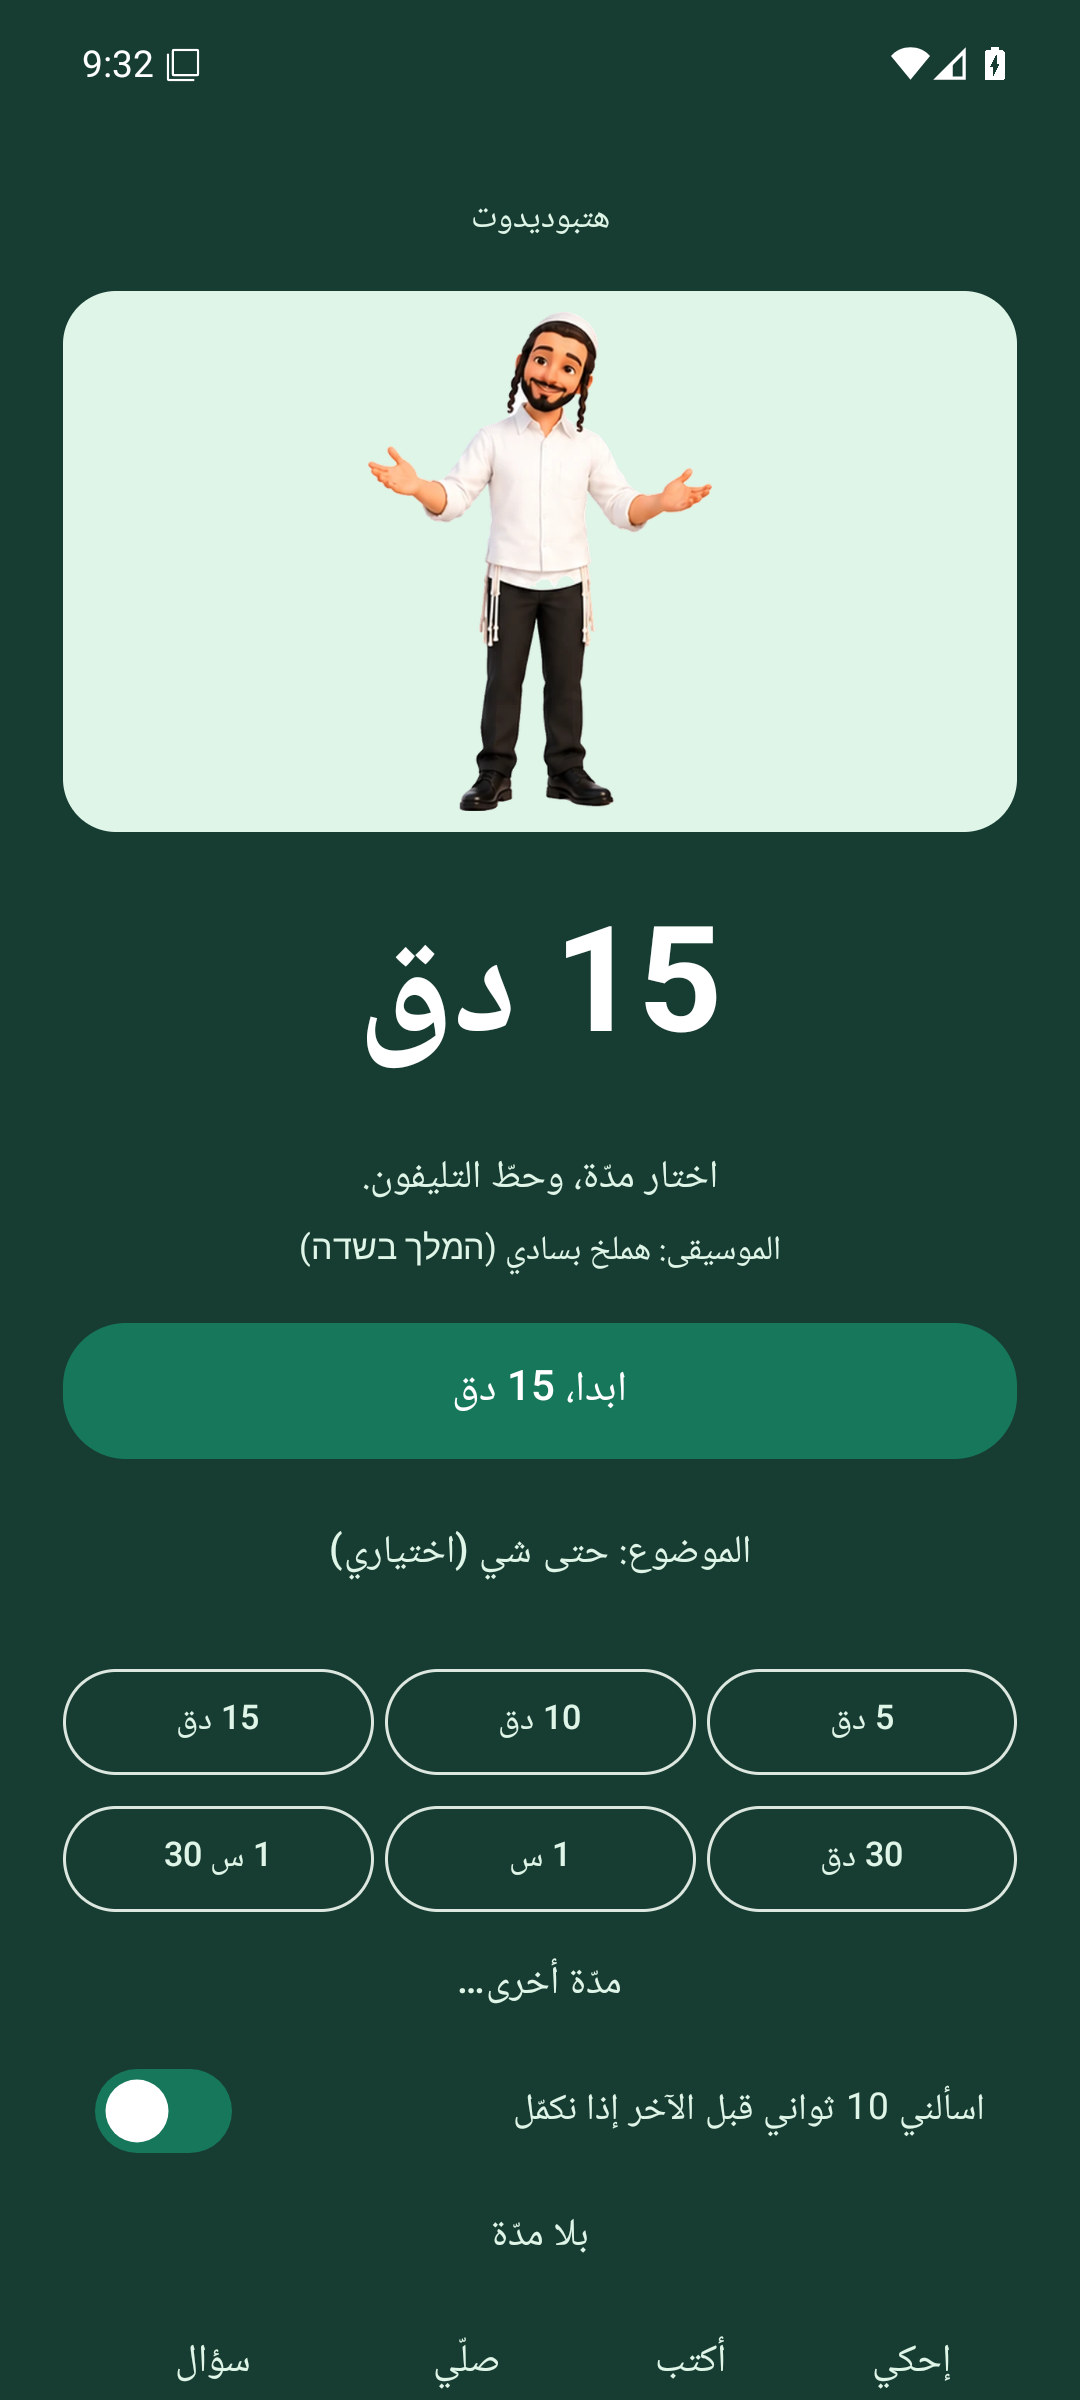 9:32
هتبوديدوت
15 دق
اختار مدّة، وحطّ التليفون.
الموسيقى: هملخ بسادي (המלך בשדה)
ابدا، 15 دق
الموضوع: حتى شي (اختياري)
5 دق
10 دق
15 دق
30 دق
1 س
1 س 30
مدّة أخرى...
اسألني 10 ثواني قبل الآخر إذا نكمّل
بلا مدّة
إحكي
أكتب
صلّي
سؤال